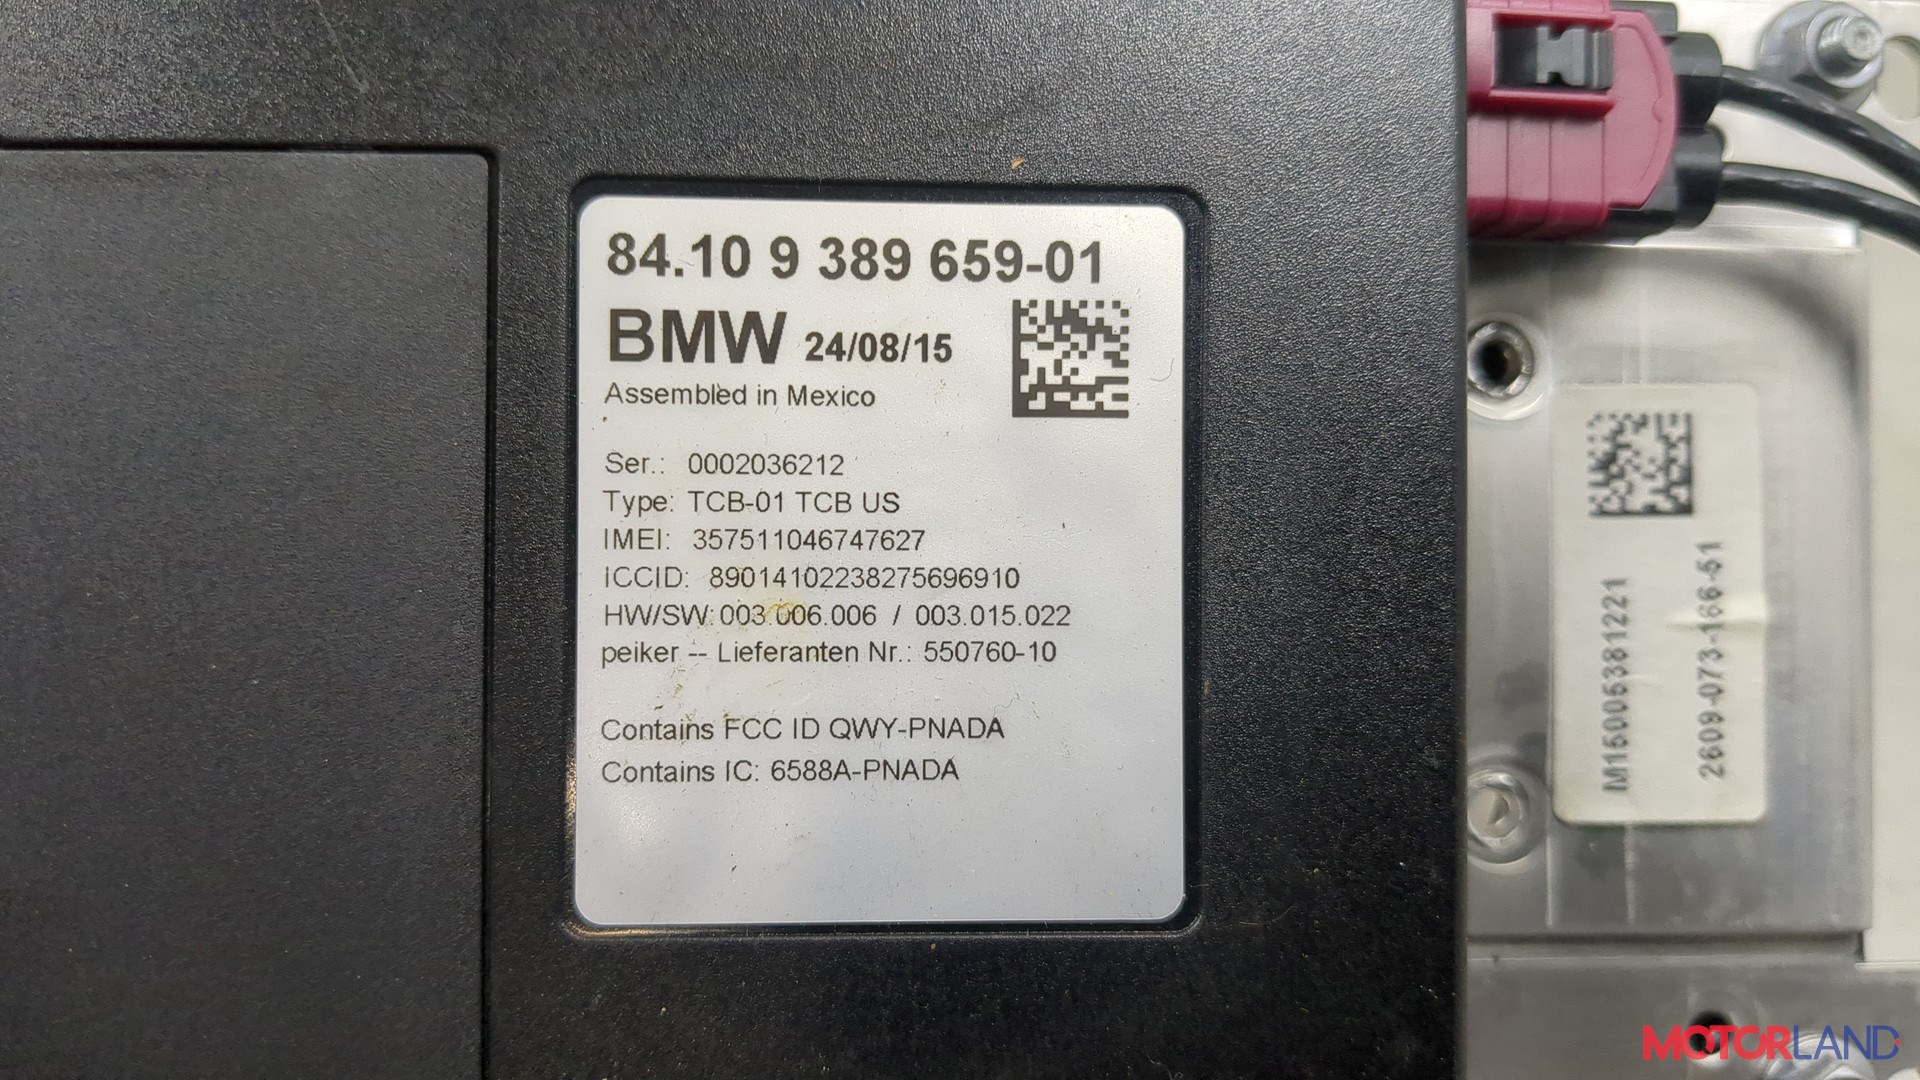 84.10 9 389 659-01
BMW 24/08/15
Assembled in Mexico
Ser.: 0002036212
Type: TCB-01 TCB US
IMEI: 357511046747627
ICCID: 89014102238275696910
HW/SW: 003.006.006 / 003.015.022
peiker -- Lieferanten Nr.: 550760-10
Contains FCC ID QWY-PNADA
Contains IC: 6588A-PNADA
M15005381221
2609-073-166-51
MOTORLAND